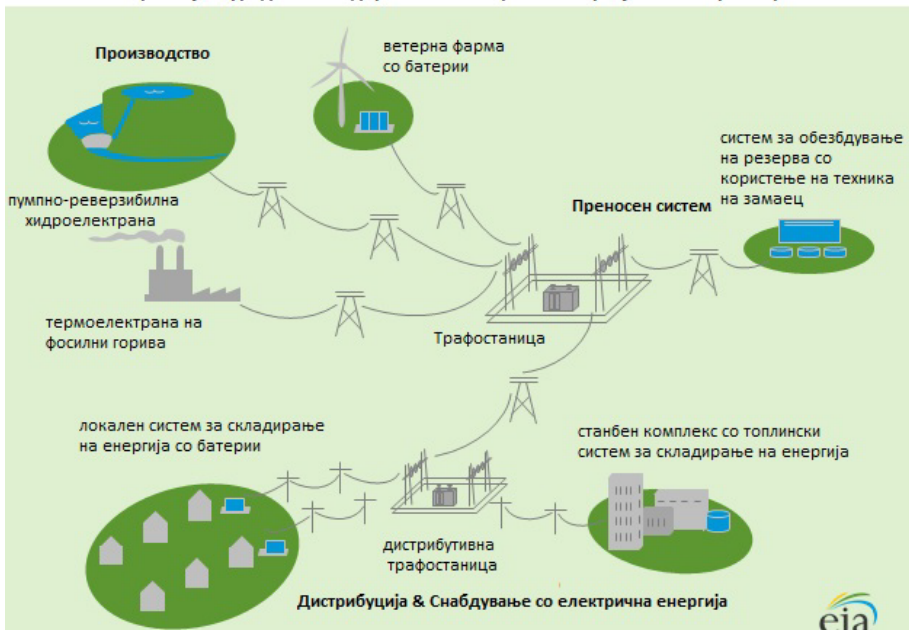 Производство
ветерна фарма
со батерии
систем за обезбдување
на резерва со
користење на техника
на замаец
пумпно-реверзибилна
хидроелектрана
Преносен систем
термоелектрана на
фосилни горива
Трафостаница
локален систем за складирање
на енергија со батерии
станбен комплекс со топлински
систем за складирање на енергија
дистрибутивна
трафостаница
Дистрибуција & Снабдување со електрична енергија
eia